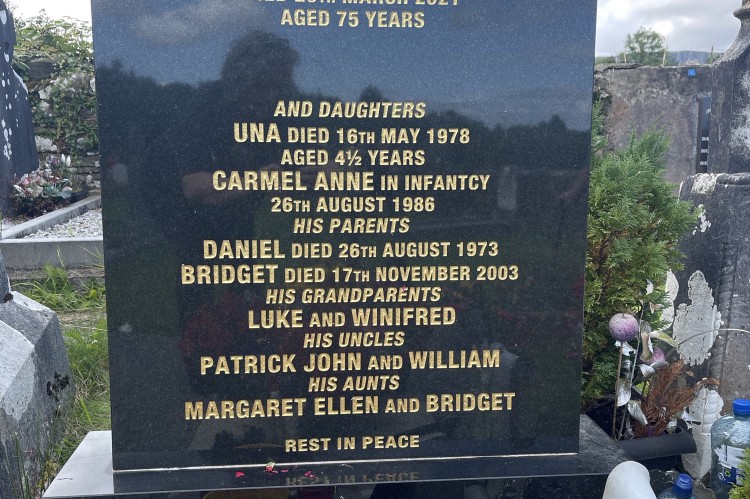 MARCH 2021
AGED 75 YEARS
AND DAUGHTERS
UNA DIED 16TH MAY 1978
AGED 4½ YEARS
CARMEL ANNE IN INFANTCY
26TH AUGUST 1986
HIS PARENTS
DANIEL DIED 26TH AUGUST 1973
BRIDGET DIED 17TH NOVEMBER 2003
HIS GRANDPARENTS
LUKE AND WINIFRED
HIS UNCLES
PATRICK JOHN AND WILLIAM
HIS AUNTS
MARGARET ELLEN AND BRIDGET
REST IN PEACE